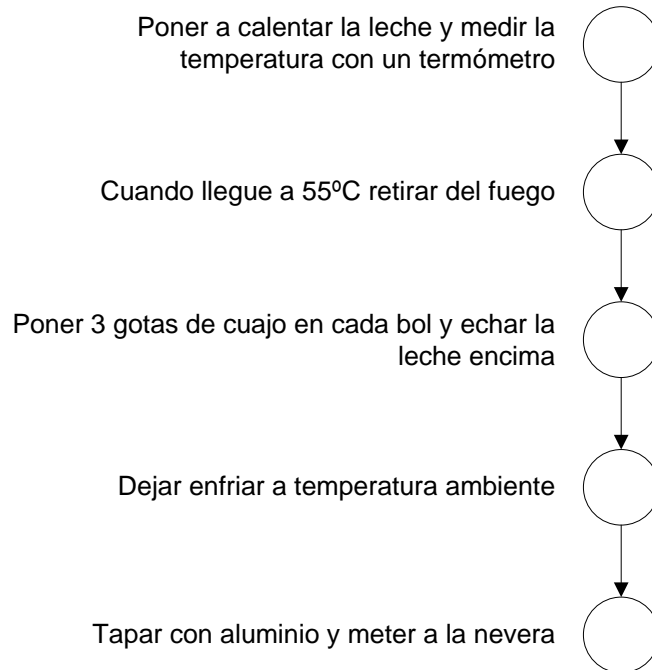 Poner a calentar la leche y medir la
temperatura con un termómetro
Cuando llegue a 55ºC retirar del fuego
Poner 3 gotas de cuajo en cada bol y echar la
leche encima
Dejar enfriar a temperatura ambiente
Tapar con aluminio y meter a la nevera